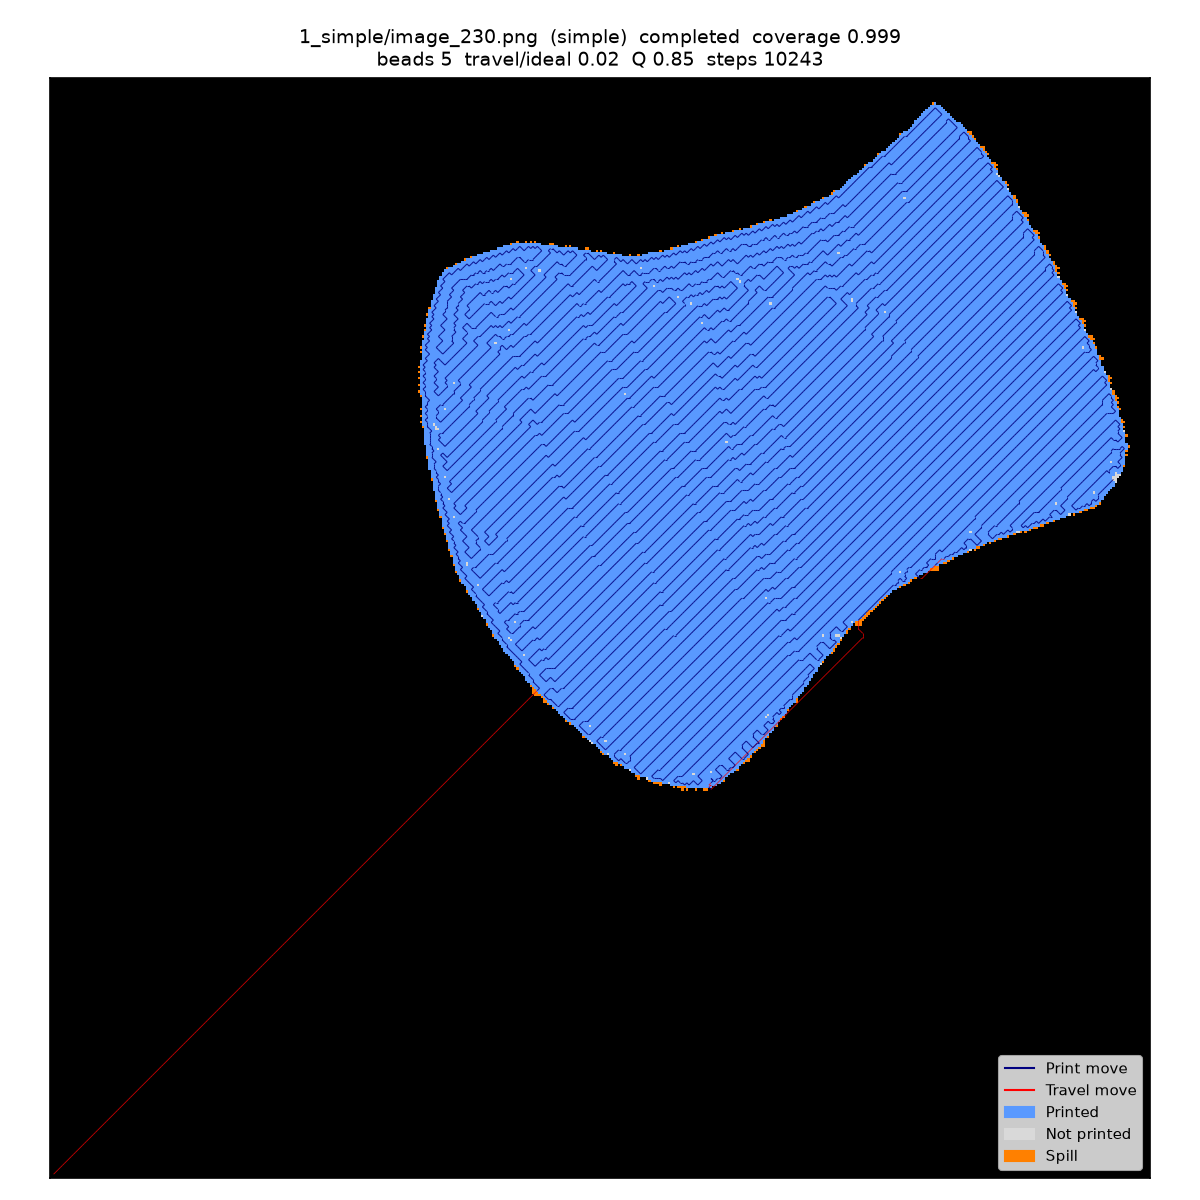 1_simple/image_230.png  (simple)  completed  coverage 0.999
beads 5  travel/ideal 0.02  Q 0.85  steps 10243
Print move
Travel move
Printed
Not printed
Spill